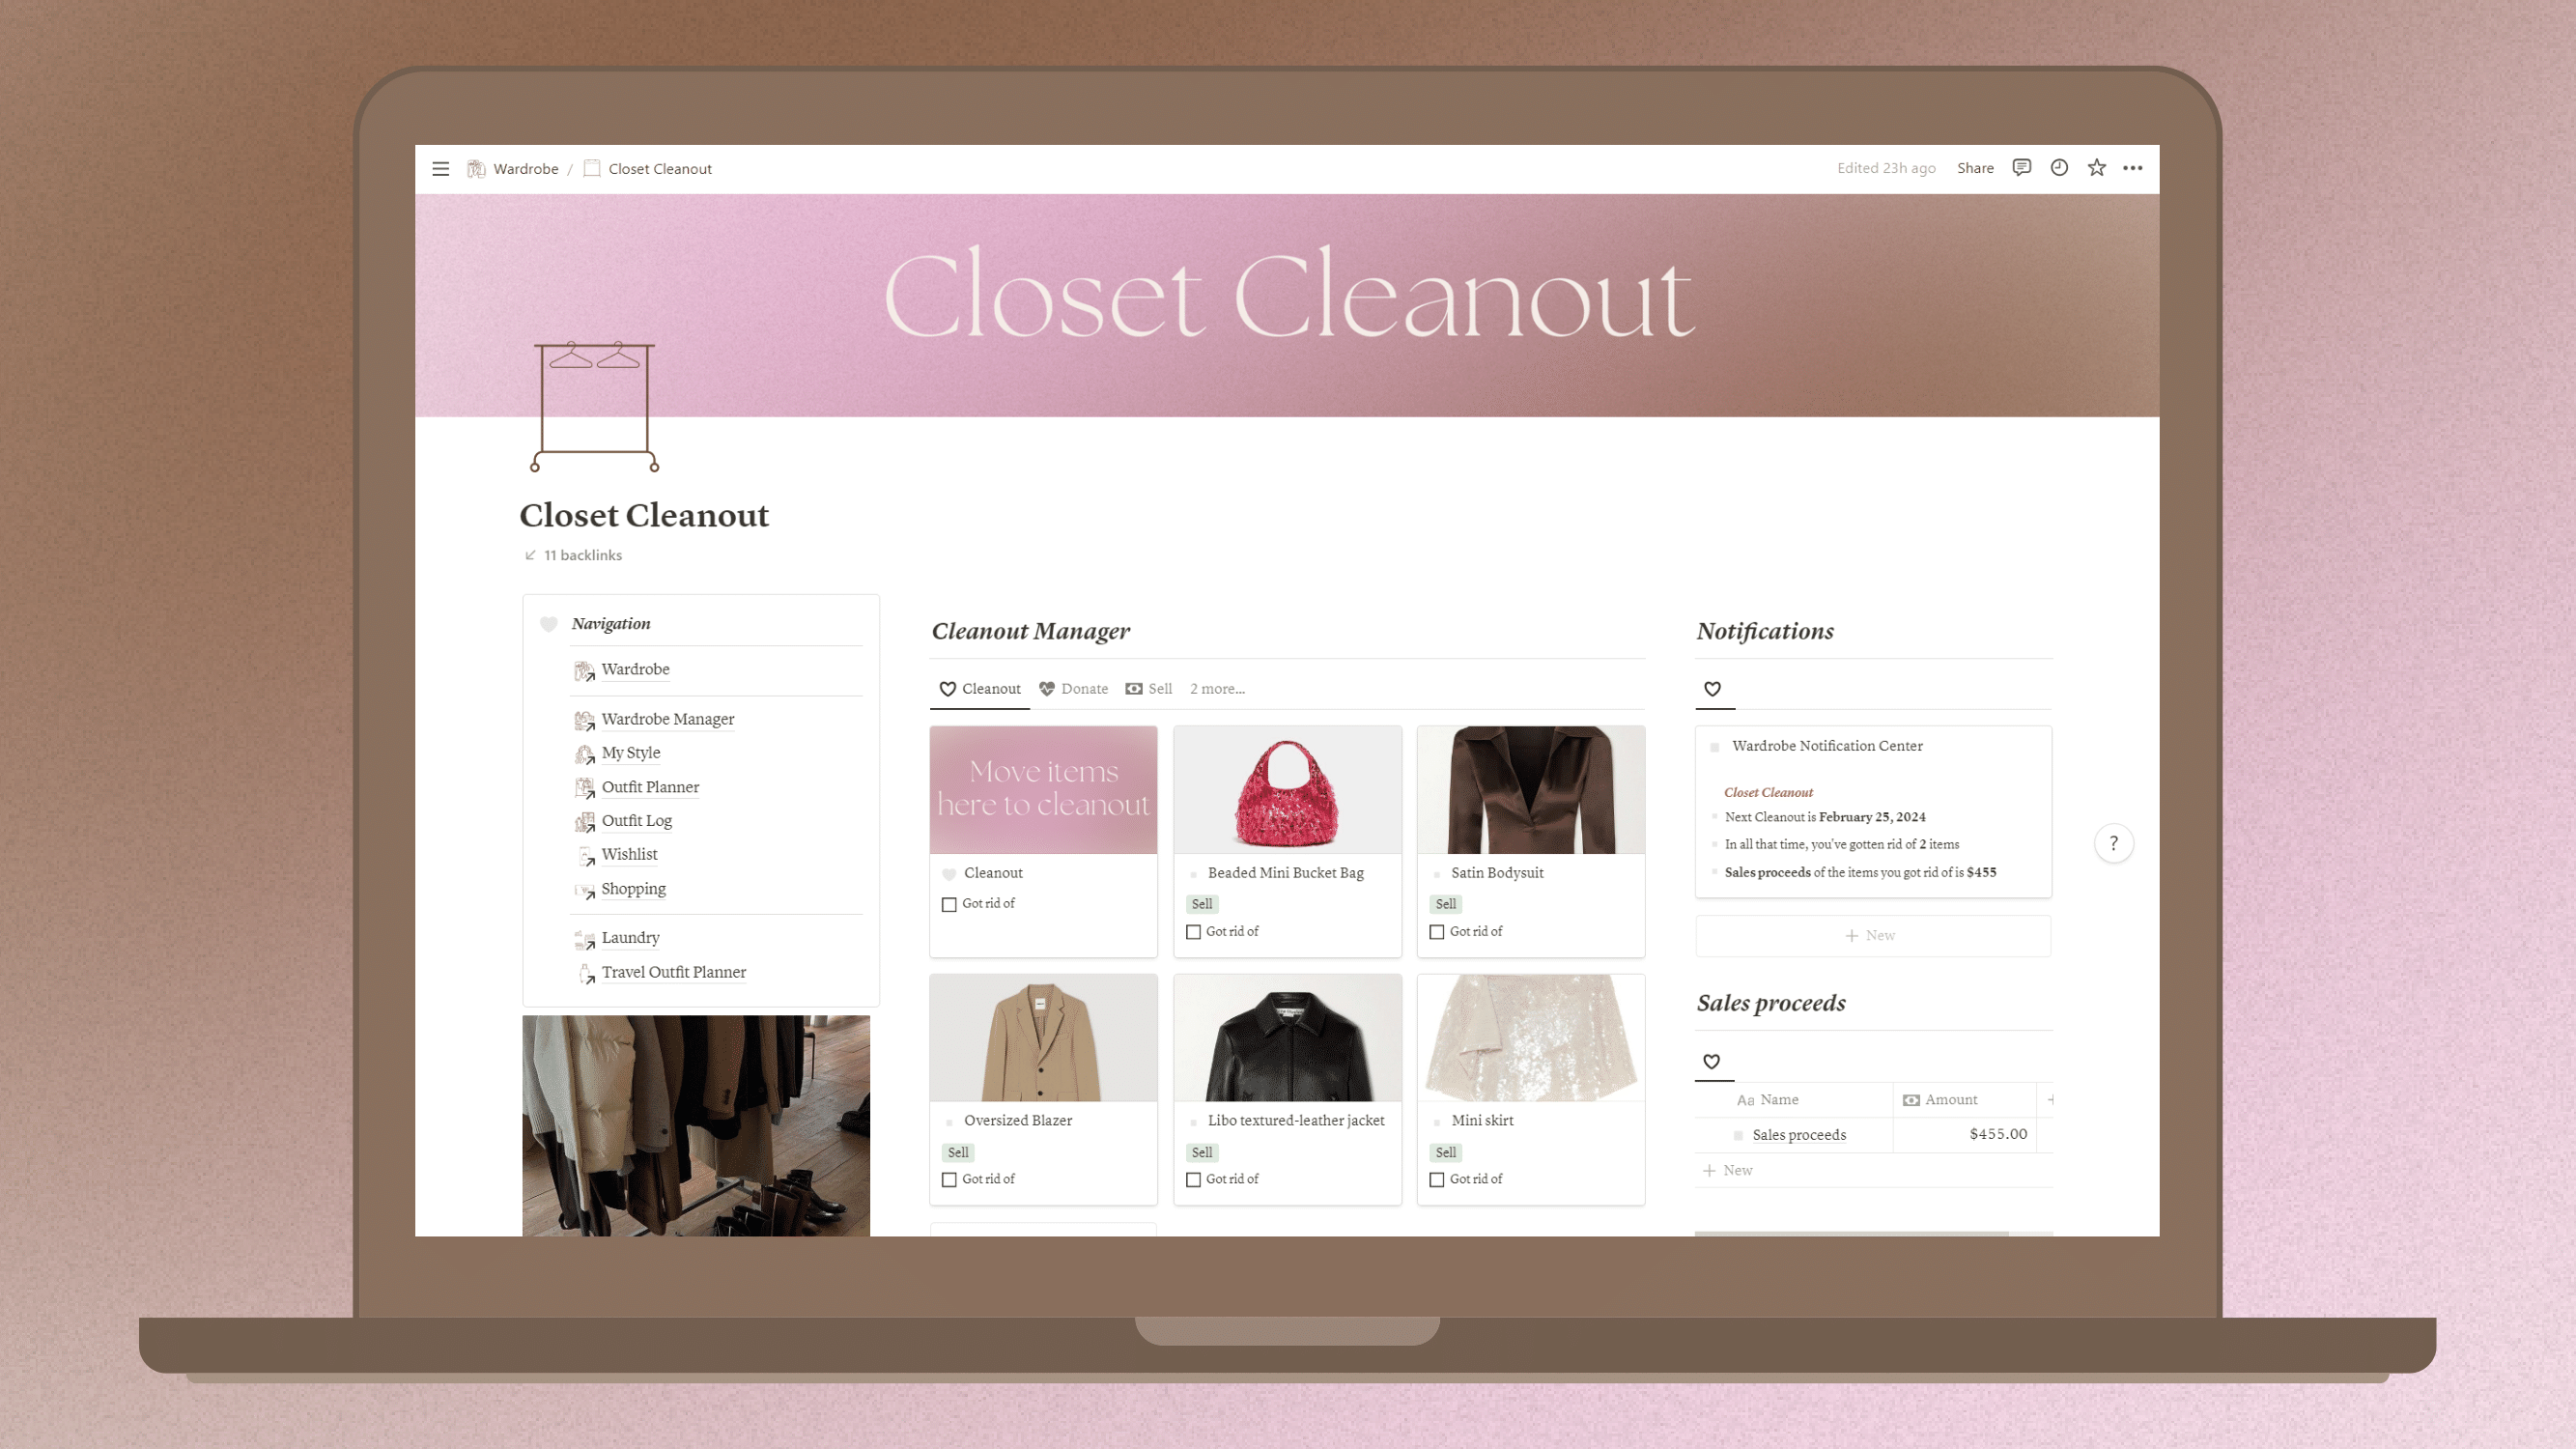 Wardrobe / Closet Cleanout
Edited 23h ago Share
Closet Cleanout
Closet Cleanout
11 backlinks
Navigation
Wardrobe
Wardrobe Manager
My Style
Outfit Planner
Outfit Log
Wishlist
Shopping
Laundry
Travel Outfit Planner
Cleanout Manager
Cleanout Donate Sell 2 more...
Move items
here to cleanout
Cleanout
Got rid of
Beaded Mini Bucket Bag
Sell
Got rid of
Satin Bodysuit
Sell
Got rid of
Oversized Blazer
Sell
Got rid of
Libo textured-leather jacket
Sell
Got rid of
Mini skirt
Sell
Got rid of
Notifications
Wardrobe Notification Center
Closet Cleanout
Next Cleanout is February 25, 2024
In all that time, you've gotten rid of 2 items
Sales proceeds of the items you got rid of is $455
+ New
?
Sales proceeds
Aa Name Amount +
Sales proceeds $455.00
+ New